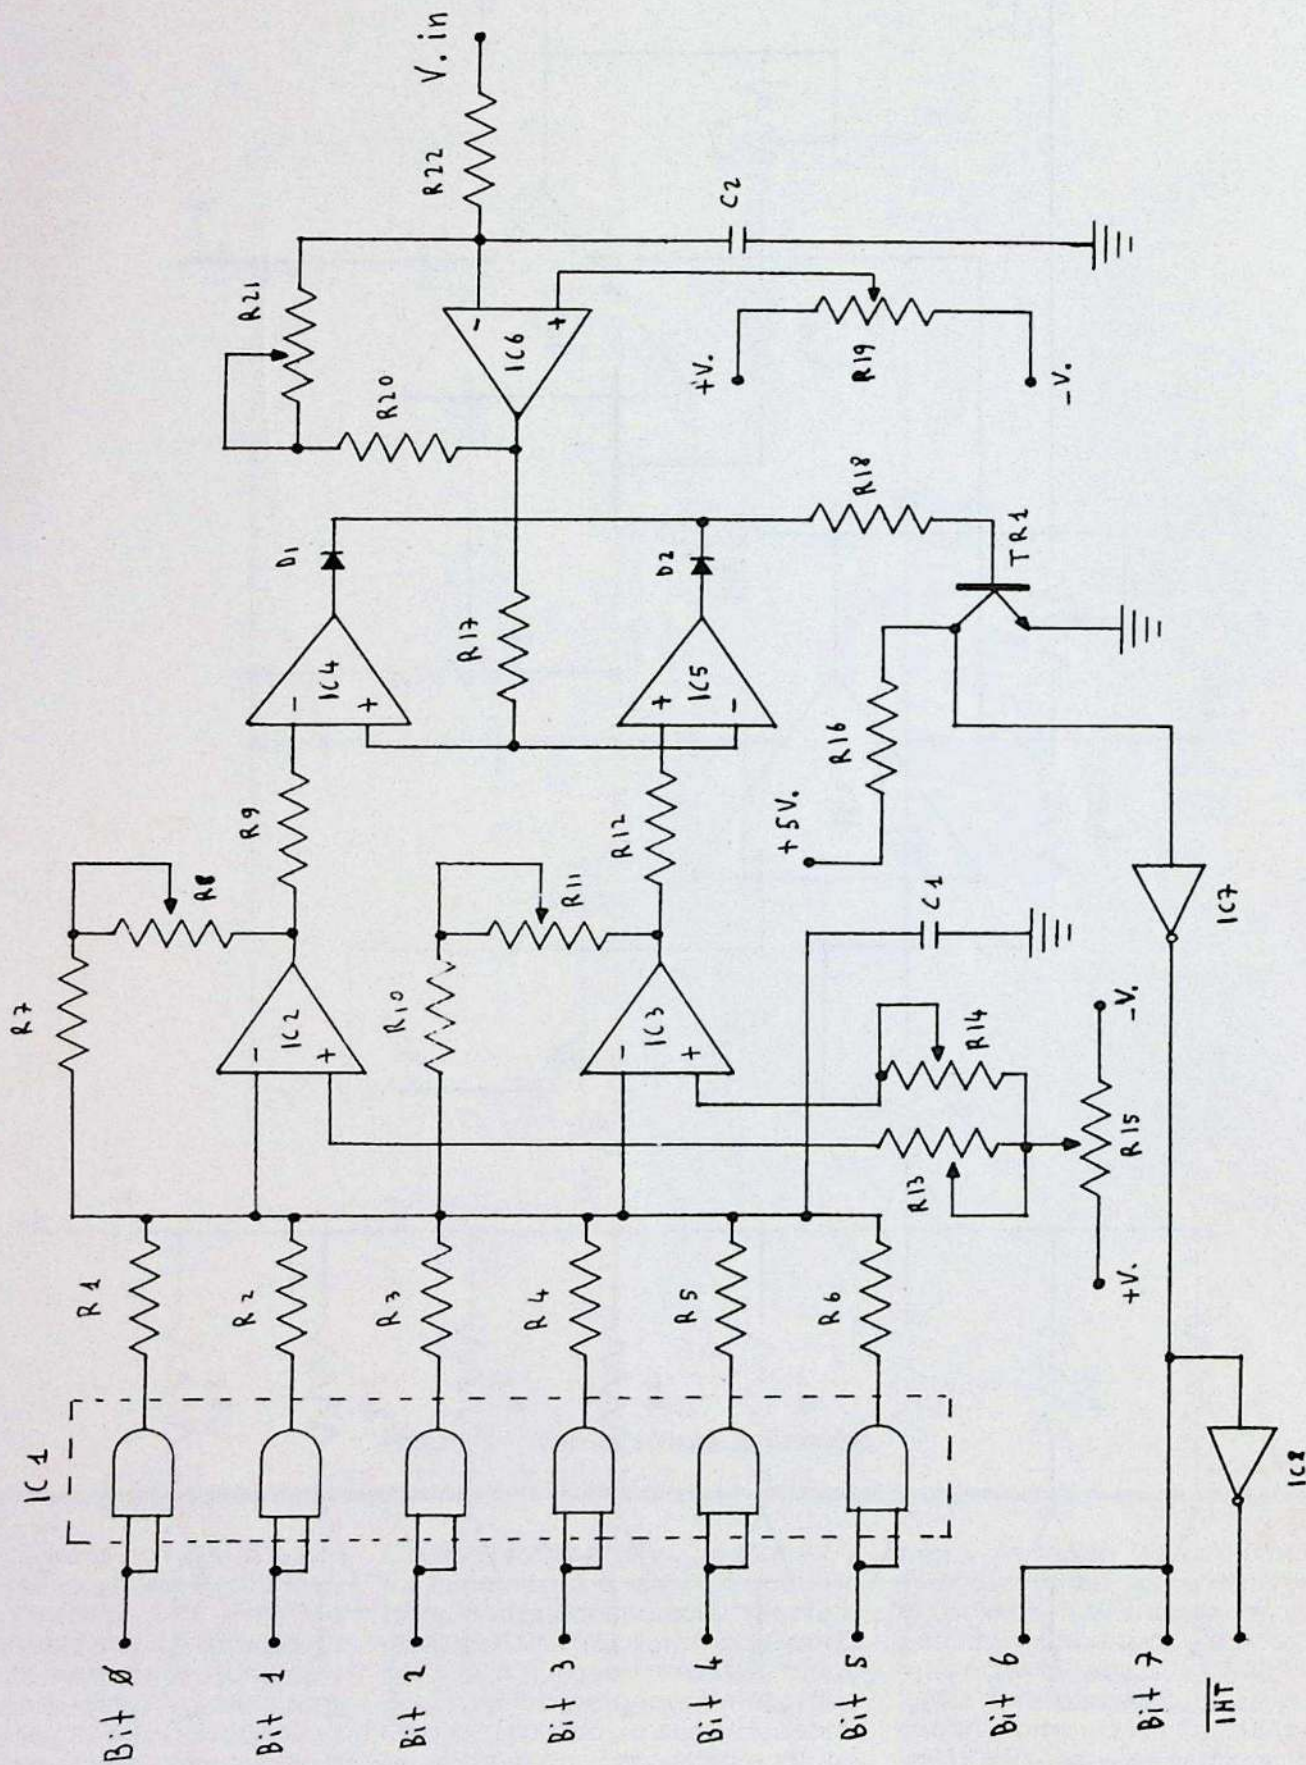 IC1
Bit Ø
Bit 1
Bit 2
Bit 3
Bit 4
Bit 5
Bit 6
Bit 7
INT
R1
R2
R3
R4
R5
R6
R7
R8
IC2
-
+
R9
R10
R11
IC3
-
+
R12
R13
R14
R15
+V.
-V.
C1
IC4
-
+
D1
IC5
+
-
D2
R16
+5V.
R17
R18
TR1
IC6
-
+
R19
+V.
-V.
R20
R21
R22
V. in
C2
IC7
IC8